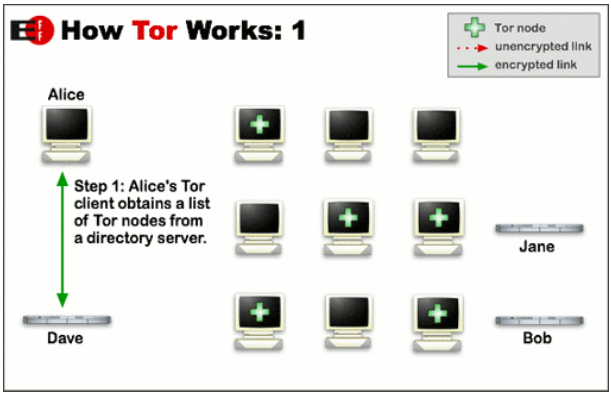 EFF How Tor Works: 1
Tor node
unencrypted link
encrypted link
Alice
Step 1: Alice's Tor
client obtains a list
of Tor nodes from
a directory server.
Jane
Dave
Bob